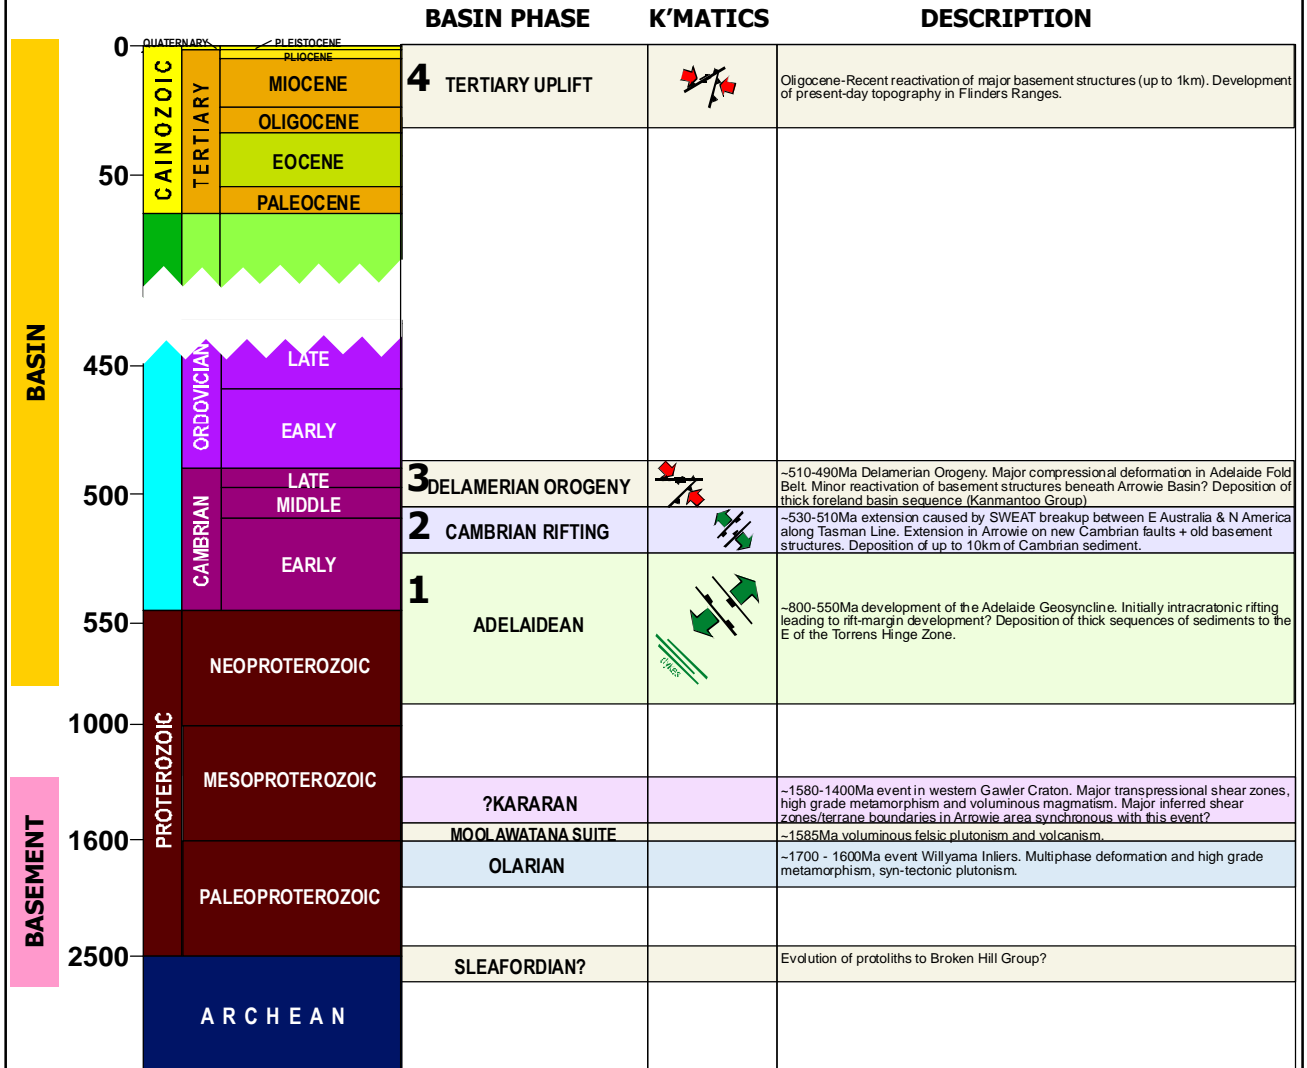 BASIN PHASE
K'MATICS
DESCRIPTION
0
QUATERNARY
PLEISTOCENE
PLIOCENE
CAINOZOIC
TERTIARY
MIOCENE
OLIGOCENE
EOCENE
PALEOCENE
50
4
TERTIARY UPLIFT
Oligocene-Recent reactivation of major basement structures (up to 1km). Development
of present-day topography in Flinders Ranges.
BASIN
450
ORDOVICIAN
LATE
EARLY
500
CAMBRIAN
LATE
MIDDLE
EARLY
3
DELAMERIAN OROGENY
~510-490Ma Delamerian Orogeny. Major compressional deformation in Adelaide Fold
Belt. Minor reactivation of basement structures beneath Arrowie Basin? Deposition of
thick foreland basin sequence (Kanmantoo Group)
2
CAMBRIAN RIFTING
~530-510Ma extension caused by SWEAT breakup between E Australia & N America
along Tasman Line. Extension in Arrowie on new Cambrian faults + old basement
structures. Deposition of up to 10km of Cambrian sediment.
1
ADELAIDEAN
dykes
~800-550Ma development of the Adelaide Geosyncline. Initially intracratonic rifting
leading to rift-margin development? Deposition of thick sequences of sediments to the
E of the Torrens Hinge Zone.
550
NEOPROTEROZOIC
1000
PROTEROZOIC
MESOPROTEROZOIC
?KARARAN
~1580-1400Ma event in western Gawler Craton. Major transpressional shear zones,
high grade metamorphism and voluminous magmatism. Major inferred shear
zones/terrane boundaries in Arrowie area synchronous with this event?
MOOLAWATANA SUITE
~1585Ma voluminous felsic plutonism and volcanism.
1600
OLARIAN
~1700 - 1600Ma event Willyama Inliers. Multiphase deformation and high grade
metamorphism, syn-tectonic plutonism.
BASEMENT
PALEOPROTEROZOIC
2500
SLEAFORDIAN?
Evolution of protoliths to Broken Hill Group?
ARCHEAN